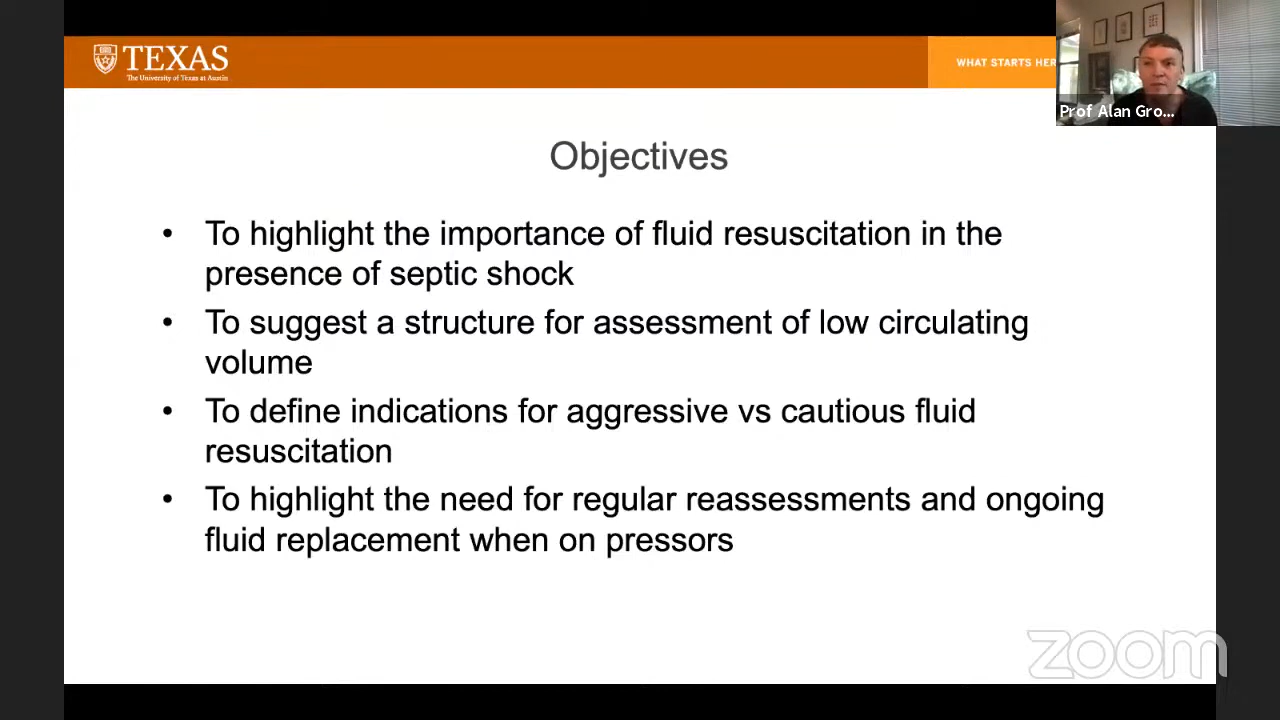 TEXAS
The University of Texas at Austin
WHAT STARTS HER
Prof Alan Gro...
Objectives
• To highlight the importance of fluid resuscitation in the
presence of septic shock
• To suggest a structure for assessment of low circulating
volume
• To define indications for aggressive vs cautious fluid
resuscitation
• To highlight the need for regular reassessments and ongoing
fluid replacement when on pressors
zoom